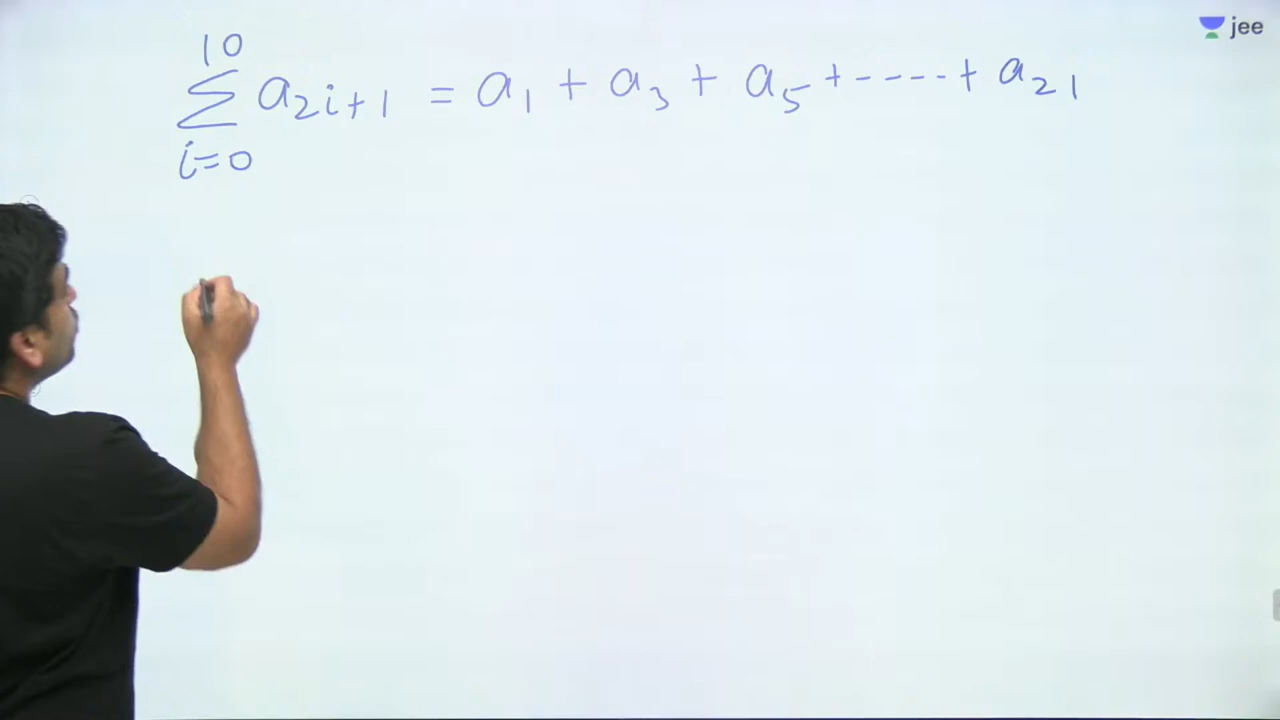 10
∑ a₂ᵢ₊₁ = a₁ + a₃ + a₅ + ---- + a₂₁
i=0
jee